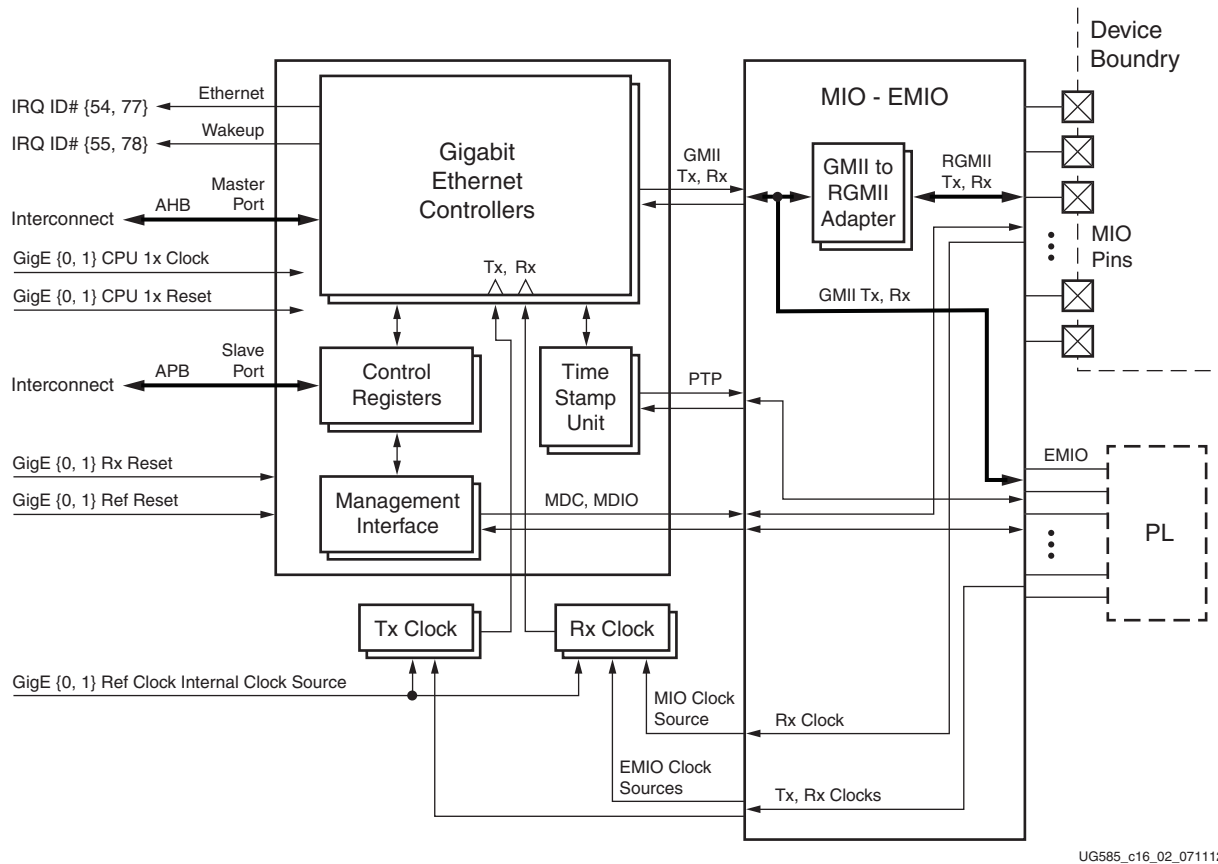 Device
Boundry
MIO - EMIO
Ethernet
IRQ ID# {54, 77}
Wakeup
IRQ ID# {55, 78}
Gigabit
Ethernet
Controllers
GMII
Tx, Rx
GMII to
RGMII
Adapter
RGMII
Tx, Rx
Master
Port
Interconnect
AHB
MIO
Pins
GigE {0, 1} CPU 1x Clock
Tx, Rx
GigE {0, 1} CPU 1x Reset
GMII Tx, Rx
Slave
Port
Interconnect
APB
Control
Registers
Time
Stamp
Unit
PTP
EMIO
GigE {0, 1} Rx Reset
GigE {0, 1} Ref Reset
Management
Interface
MDC, MDIO
PL
Tx Clock
Rx Clock
GigE {0, 1} Ref Clock Internal Clock Source
MIO Clock
Source
Rx Clock
EMIO Clock
Sources
Tx, Rx Clocks